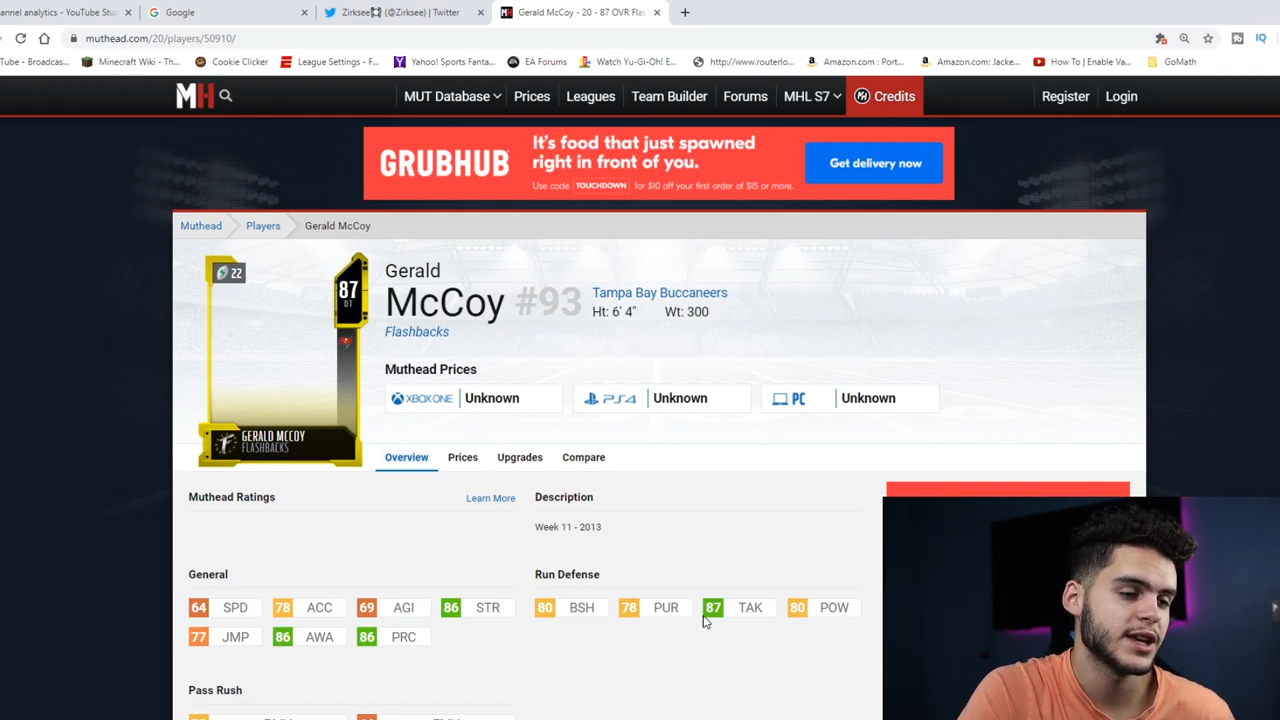 annel analytics - YouTube Stu
Google
Zirksee (@Zirksee) | Twitter
Gerald McCoy - 20 - 87 OVR Flas
muthead.com/20/players/50910/
Tube - Broadcas...
Minecraft Wiki - Th...
Cookie Clicker
League Settings - F...
Yahoo! Sports Fanta...
EA Forums
Watch Yu-Gi-Oh! E...
http://www.routerlo...
Amazon.com : Port...
Amazon.com: Jacke...
How To | Enable Va...
GoMath
MH
MUT Database
Prices
Leagues
Team Builder
Forums
MHL S7
Credits
Register
Login
GRUBHUB
It's food that just spawned
right in front of you.
Use code TOUCHDOWN for $10 off your first order of $15 or more.
Get delivery now
Muthead
Players
Gerald McCoy
22
87
DT
GERALD MCCOY
FLASHBACKS
Gerald
McCoy #93
Flashbacks
Tampa Bay Buccaneers
Ht: 6' 4" Wt: 300
Muthead Prices
XBOX ONE Unknown
PS4 Unknown
PC Unknown
Overview
Prices
Upgrades
Compare
Muthead Ratings
Learn More
Description
Week 11 - 2013
General
64 SPD 78 ACC 69 AGI 86 STR
77 JMP 86 AWA 86 PRC
Run Defense
80 BSH 78 PUR 87 TAK 80 POW
Pass Rush